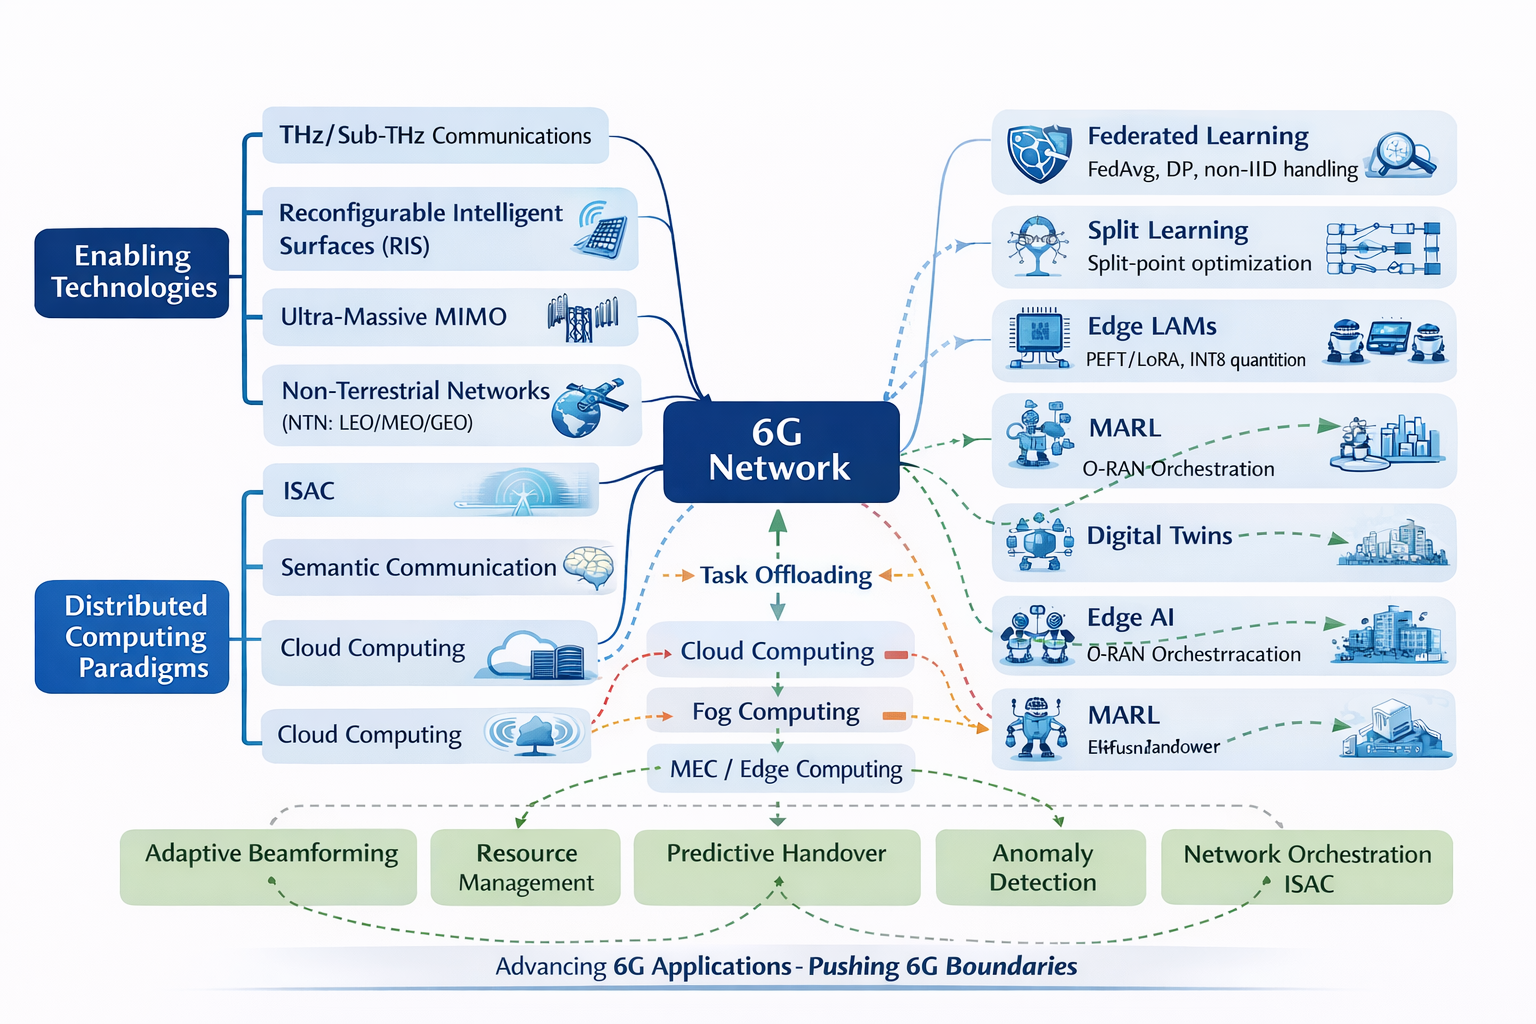 Enabling
Technologies
THz/Sub-THz Communications
Reconfigurable Intelligent
Surfaces (RIS)
Ultra-Massive MIMO
Non-Terrestrial Networks
(NTN: LEO/MEO/GEO)
Distributed
Computing
Paradigms
ISAC
Semantic Communication
Cloud Computing
Cloud Computing
6G
Network
Task Offloading
Cloud Computing
Fog Computing
MEC / Edge Computing
Federated Learning
FedAvg, DP, non-IID handling
Split Learning
Split-point optimization
Edge LAMs
PEFT/LoRA, INT8 quantition
MARL
O-RAN Orchestration
Digital Twins
Edge AI
O-RAN Orchestrracation
MARL
Adaptive Beamforming
Resource
Management
Predictive Handover
Anomaly
Detection
Network Orchestration
ISAC
Advancing 6G Applications - Pushing 6G Boundaries